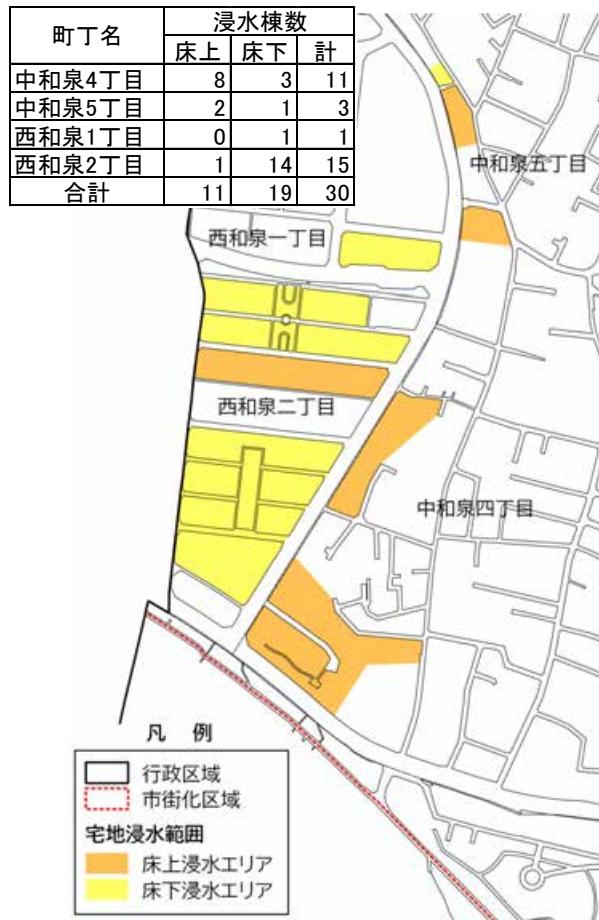 町丁名 浸水棟数
床上 床下 計
中和泉4丁目 8 3 11
中和泉5丁目 2 1 3
西和泉1丁目 0 1 1
西和泉2丁目 1 14 15
合計 11 19 30
中和泉五丁目
西和泉一丁目
西和泉二丁目
中和泉四丁目
凡 例
行政区域
市街化区域
宅地浸水範囲
床上浸水エリア
床下浸水エリア